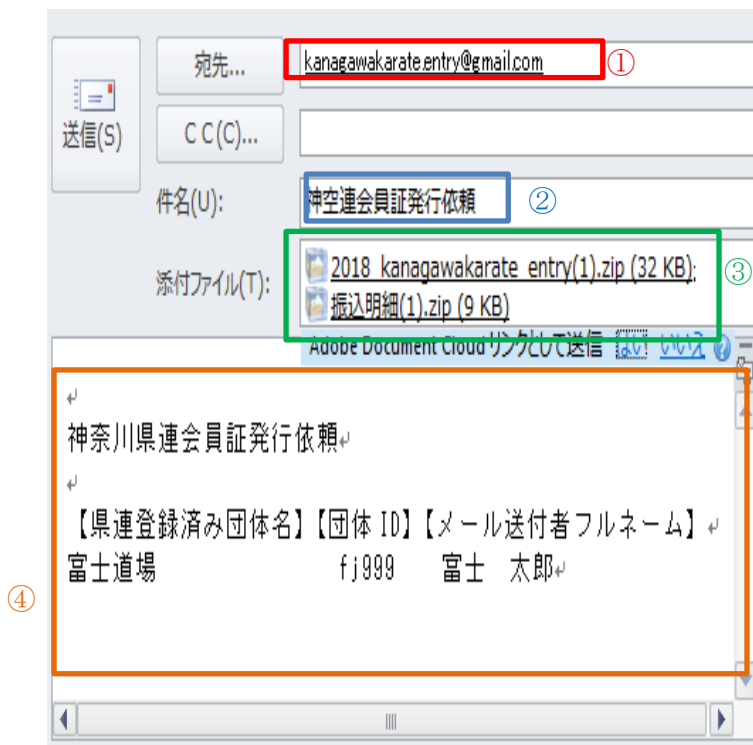 宛先...
kanagawakarate.entry@gmail.com
①
送信(S)
C C(C)...
件名(U):
神空連会員証発行依頼
②
添付ファイル(T):
2018_kanagawakarate_entry(1).zip (32 KB);
振込明細(1).zip (9 KB)
③
Adobe Document Cloud リンクとして送信 はい いいえ
神奈川県連会員証発行依頼
【県連登録済み団体名】【団体 ID】【メール送付者フルネーム】
富士道場 fj999 富士 太郎
④